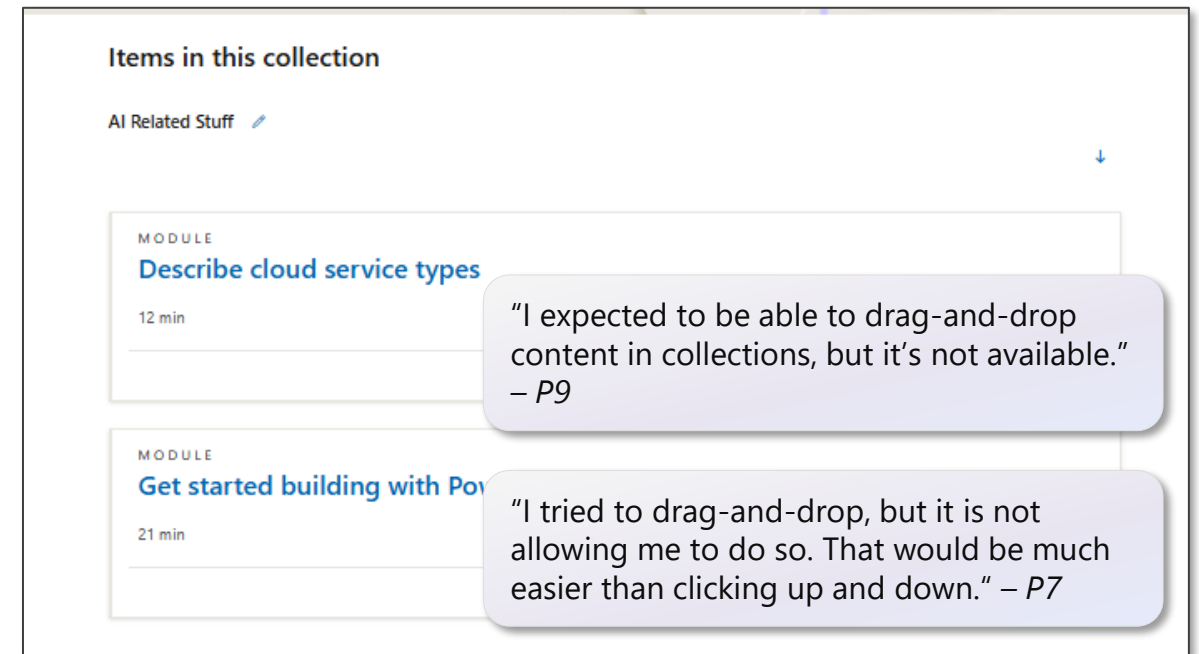 Items in this collection
AI Related Stuff
MODULE
Describe cloud service types
12 min
“I expected to be able to drag-and-drop
content in collections, but it’s not available.”
– P9
MODULE
Get started building with
21 min
“I tried to drag-and-drop, but it is not
allowing me to do so. That would be much
easier than clicking up and down.“ – P7